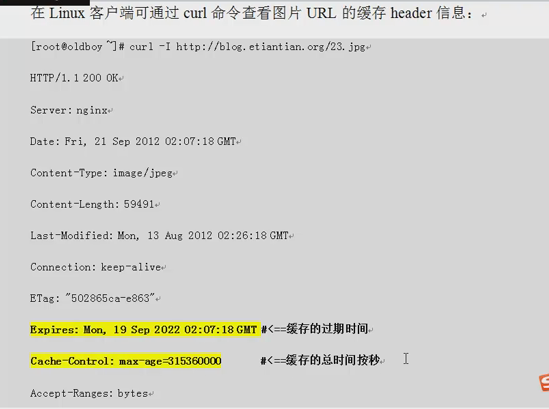 在 Linux 客户端可通过 curl 命令查看图片 URL 的缓存 header 信息：
[root@oldboy ~]# curl -I http://blog.etiantian.org/23.jpg
HTTP/1.1 200 OK
Server: nginx
Date: Fri, 21 Sep 2012 02:07:18 GMT
Content-Type: image/jpeg
Content-Length: 59491
Last-Modified: Mon, 13 Aug 2012 02:26:18 GMT
Connection: keep-alive
ETag: "502865ca-e863"
Expires: Mon, 19 Sep 2022 02:07:18 GMT #<==缓存的过期时间
Cache-Control: max-age=315360000 #<==缓存的总时间按秒
Accept-Ranges: bytes